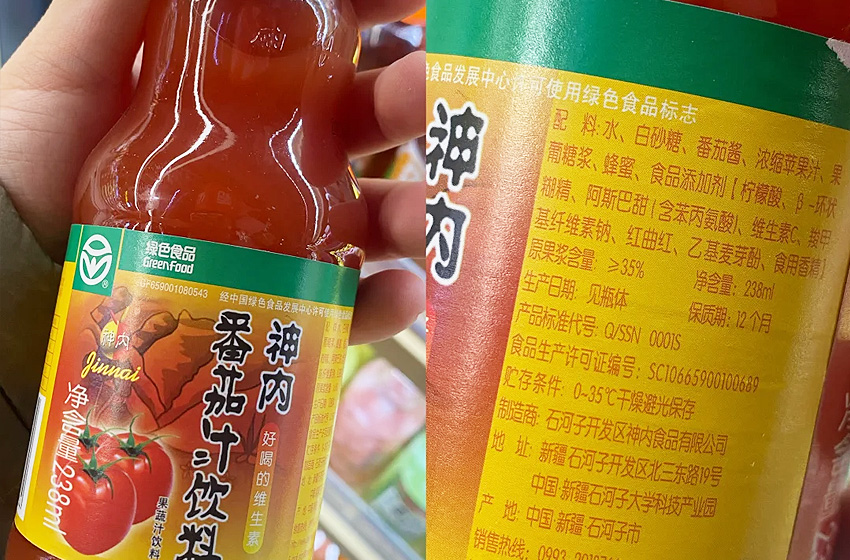 绿色食品
GreenFood
GF659001080543
经中国绿色食品发展中心许可使用绿色
神内
Jinnai
神内
番茄汁饮料
好喝的维生素
净含量238ml
果蔬汁饮料
色食品发展中心许可使用绿色食品标志
神内
配 料:水、白砂糖、番茄酱、浓缩苹果汁、果
葡糖浆、蜂蜜、食品添加剂【柠檬酸、β-环状
糊精、阿斯巴甜(含苯丙氨酸)、维生素C、羧甲
基纤维素钠、红曲红、乙基麦芽酚、食用香精】
原果浆含量:≥35% 净含量:238ml
生产日期:见瓶体 保质期:12个月
产品标准代号:Q/SSN 0001S
食品生产许可证编号:SC10665900100689
贮存条件:0~35℃干燥避光保存
制造商:石河子开发区神内食品有限公司
地 址:新疆石河子开发区北三东路19号
中国·新疆石河子大学科技产业园
产 地:中国·新疆·石河子市
销售热线:0993